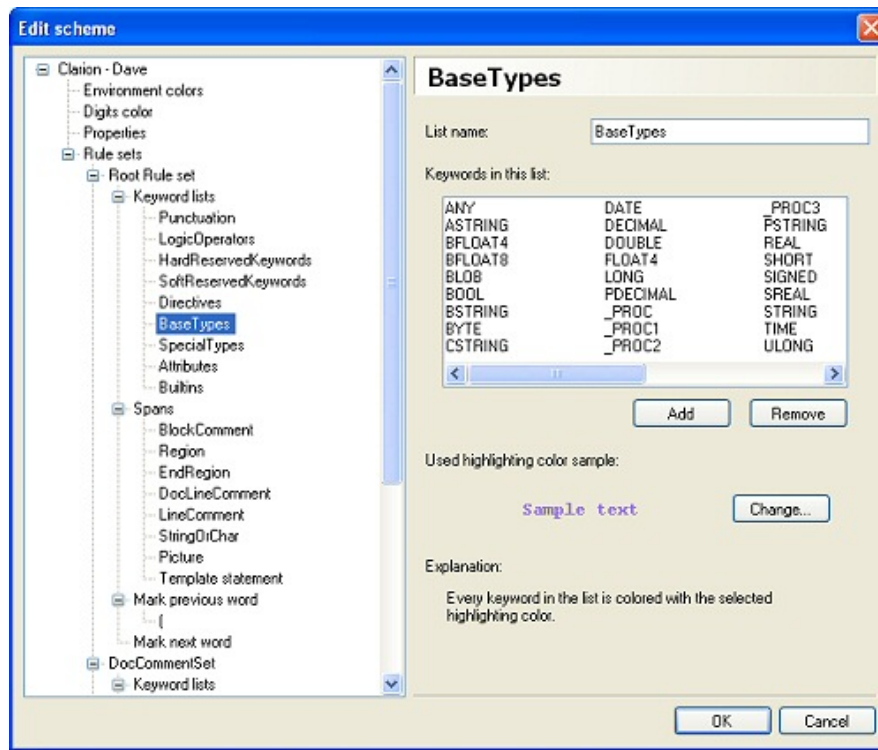 Edit scheme
Clarion - Dave
Environment colors
Digits color
Properties
Rule sets
Root Rule set
Keyword lists
Punctuation
LogicOperators
HardReservedKeywords
SoftReservedKeywords
Directives
BaseTypes
SpecialTypes
Attributes
Builtins
Spans
BlockComment
Region
EndRegion
DocLineComment
LineComment
StringOrChar
Picture
Template statement
Mark previous word
(
Mark next word
DocCommentSet
Keyword lists
BaseTypes
List name: BaseTypes
Keywords in this list:
ANY DATE _PROC3
ASTRING DECIMAL PSTRING
BFLOAT4 DOUBLE REAL
BFLOAT8 FLOAT4 SHORT
BLOB LONG SIGNED
BOOL PDECIMAL SREAL
BSTRING _PROC STRING
BYTE _PROC1 TIME
CSTRING _PROC2 ULONG
Add Remove
Used highlighting color sample:
Sample text Change...
Explanation:
Every keyword in the list is colored with the selected
highlighting color.
OK Cancel